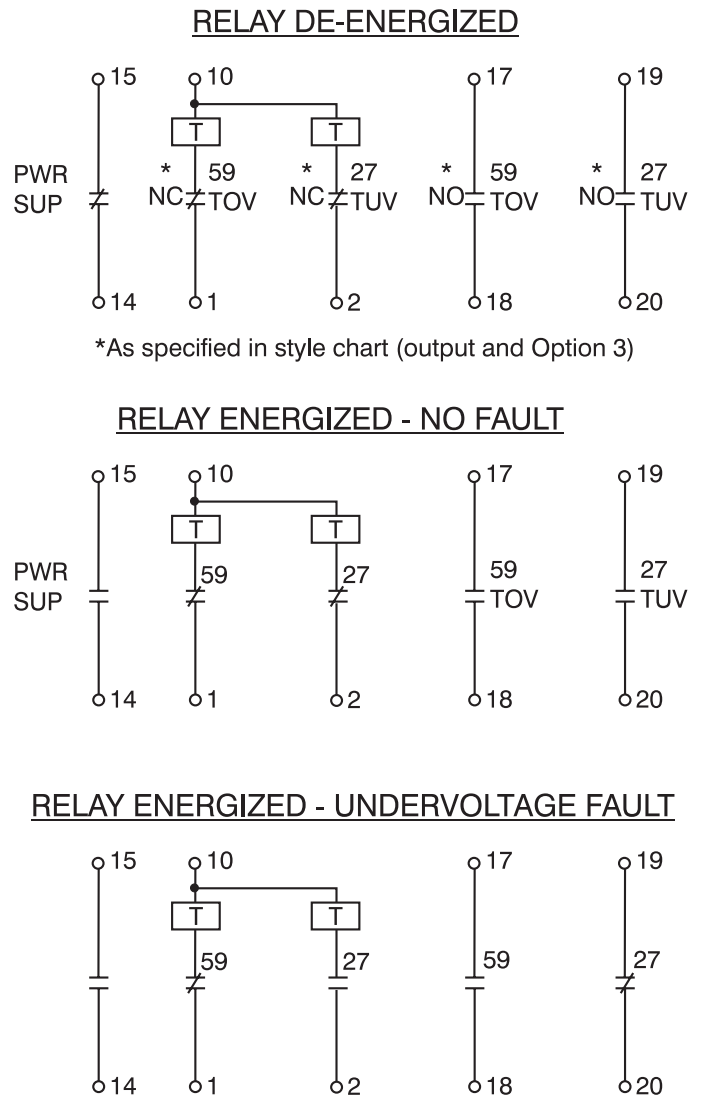 RELAY DE-ENERGIZED
15 10 17 19
T T
PWR SUP
* NC 59 TOV
* NC 27 TUV
* NO 59 TOV
* NO 27 TUV
14 1 2 18 20
*As specified in style chart (output and Option 3)
RELAY ENERGIZED - NO FAULT
15 10 17 19
T T
PWR SUP
59 27
59 TOV
27 TUV
14 1 2 18 20
RELAY ENERGIZED - UNDERVOLTAGE FAULT
15 10 17 19
T T
59 27 59 27
14 1 2 18 20